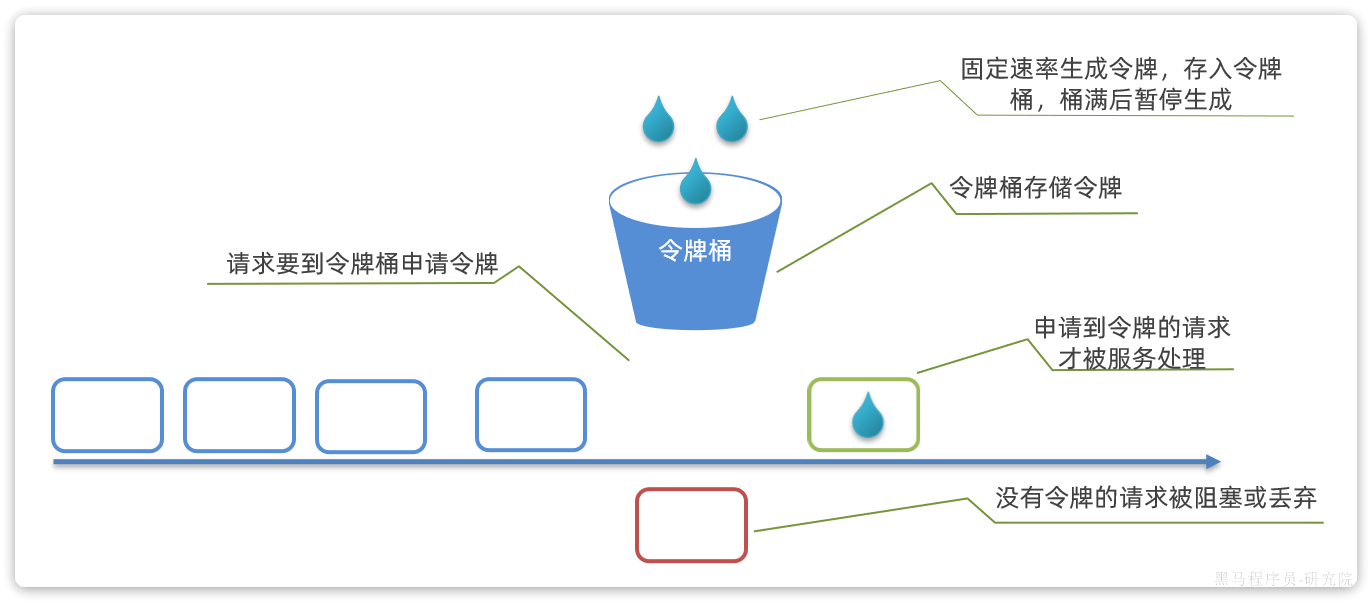 固定速率生成令牌，存入令牌
桶，桶满后暂停生成
令牌桶存储令牌
令牌桶
请求要到令牌桶申请令牌
申请到令牌的请求
才被服务处理
没有令牌的请求被阻塞或丢弃
黑马程序员-研究院